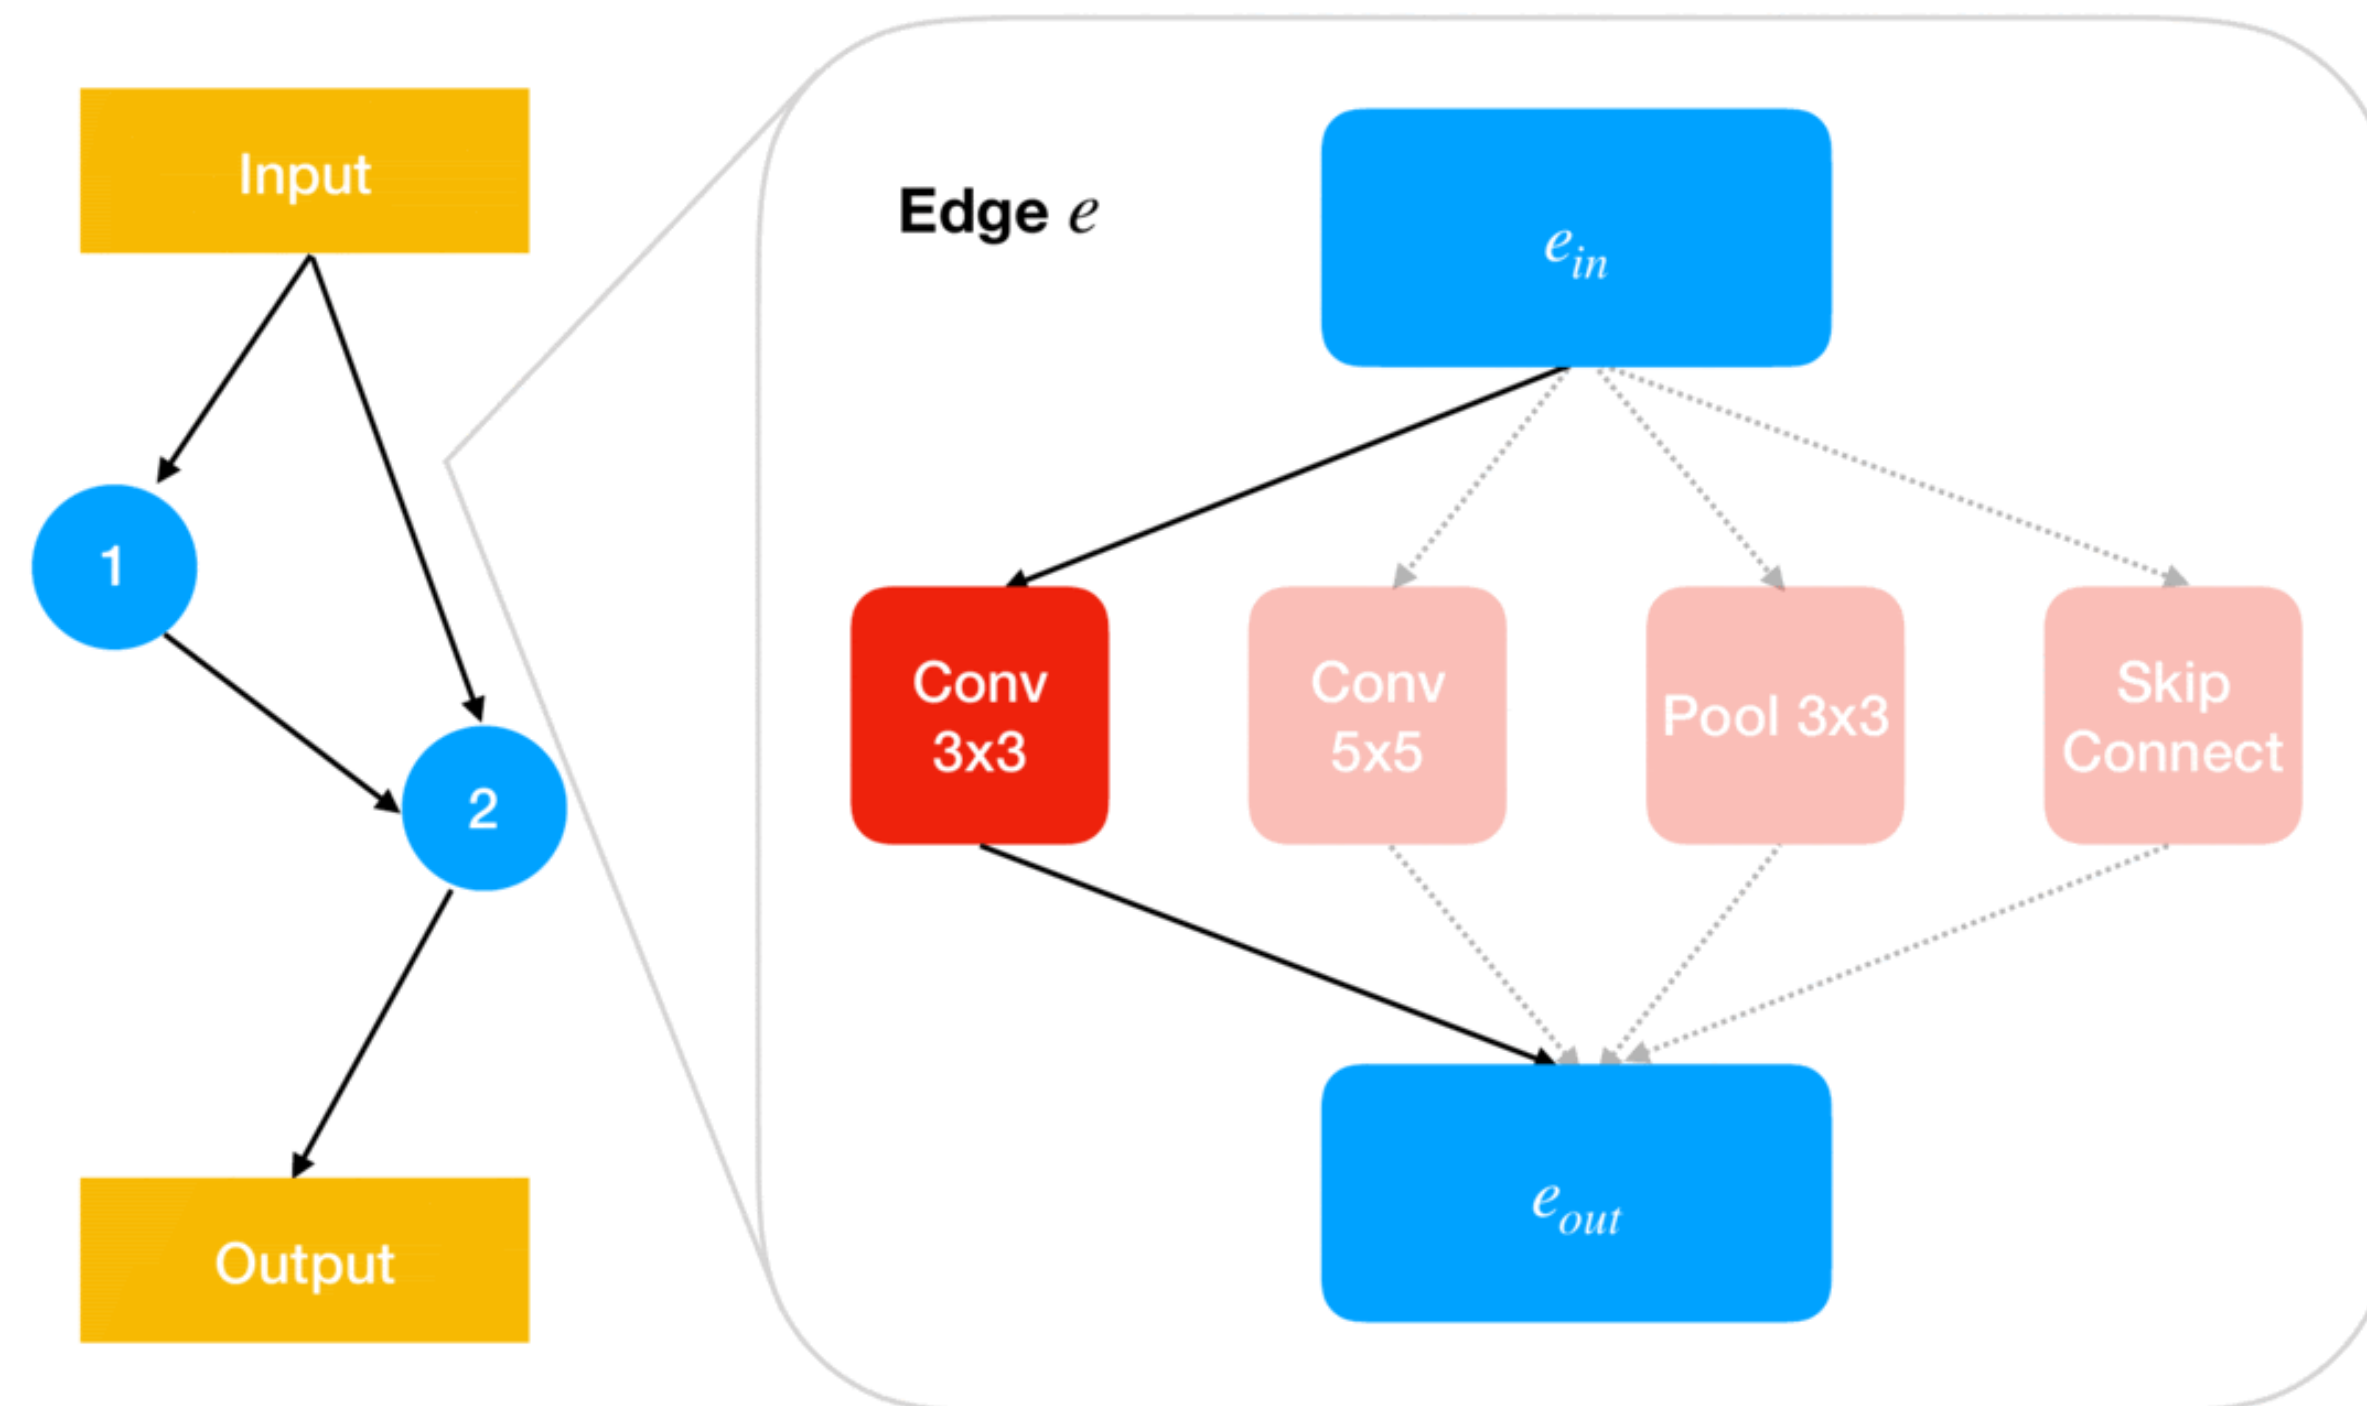 Input
1
2
Output
Edge e
e_in
Conv
3x3
Conv
5x5
Pool 3x3
Skip
Connect
e_out